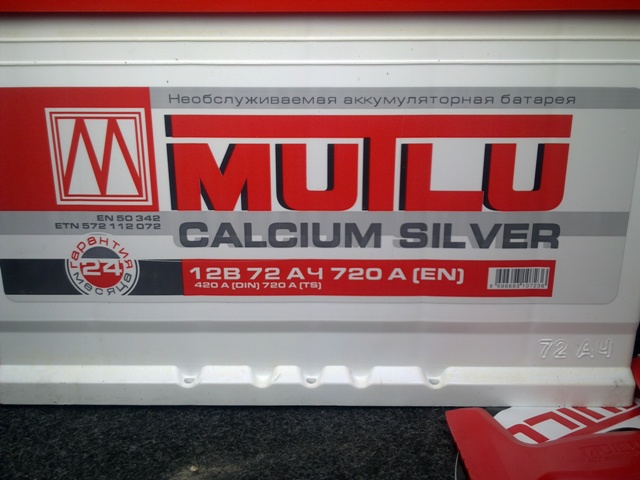 Необслуживаемая аккумуляторная батарея
MUTLU
EN 50 342
ETN 572 112 072
CALCIUM SILVER
гарантия
24
месяца
12В 72 АЧ 720 А (EN)
420 А (DIN) 720 А (TS)
72 АЧ